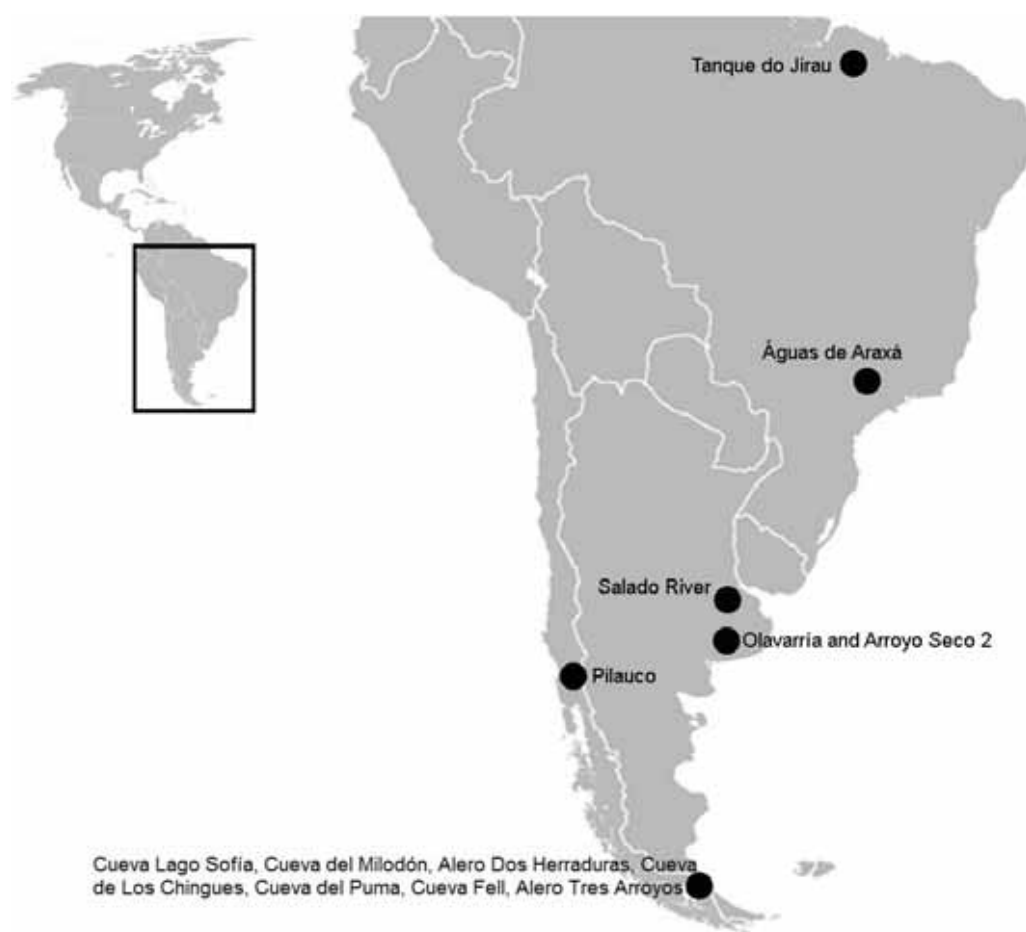 Tanque do Jirau
Águas de Araxá
Salado River
Olavarría and Arroyo Seco 2
Pilauco
Cueva Lago Sofía, Cueva del Milodón, Alero Dos Herraduras, Cueva
de Los Chingues, Cueva del Puma, Cueva Fell, Alero Tres Arroyos